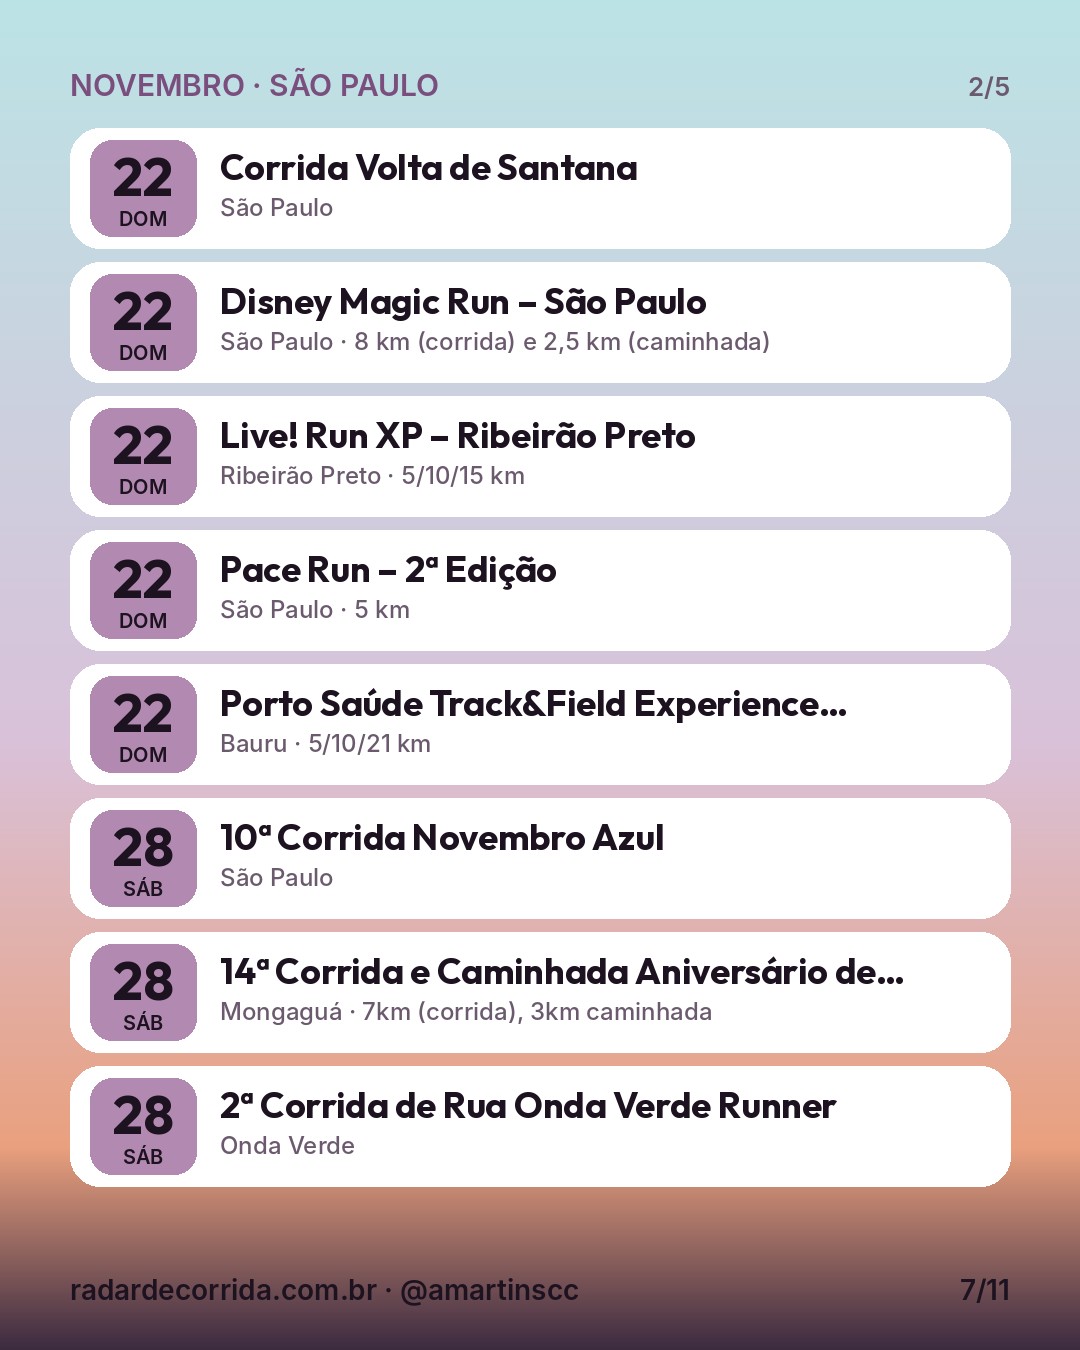 NOVEMBRO · SÃO PAULO
2/5
22
DOM
Corrida Volta de Santana
São Paulo
22
DOM
Disney Magic Run – São Paulo
São Paulo · 8 km (corrida) e 2,5 km (caminhada)
22
DOM
Live! Run XP – Ribeirão Preto
Ribeirão Preto · 5/10/15 km
22
DOM
Pace Run – 2ª Edição
São Paulo · 5 km
22
DOM
Porto Saúde Track&Field Experience...
Bauru · 5/10/21 km
28
SÁB
10ª Corrida Novembro Azul
São Paulo
28
SÁB
14ª Corrida e Caminhada Aniversário de...
Mongaguá · 7km (corrida), 3km caminhada
28
SÁB
2ª Corrida de Rua Onda Verde Runner
Onda Verde
radardecorrida.com.br · @amartinscc
7/11